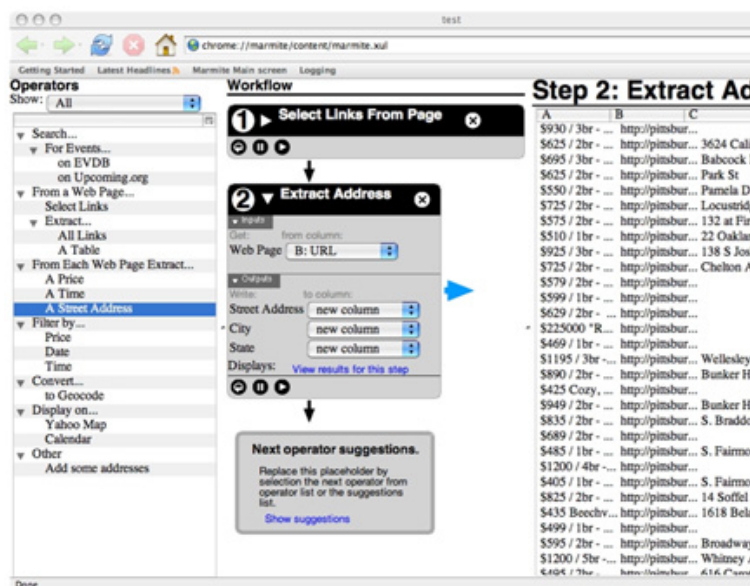 test
chrome://marmite/content/marmite.xul
Getting Started Latest Headlines Marmite Main screen Logging
Operators
Show: All
Search...
For Events...
on EVDB
on Upcoming.org
From a Web Page...
Select Links
Extract...
All Links
A Table
From Each Web Page Extract...
A Price
A Time
A Street Address
Filter by...
Price
Date
Time
Convert...
to Geocode
Display on...
Yahoo Map
Calendar
Other
Add some addresses
Workflow
1 Select Links From Page
2 Extract Address
Inputs
Get: from column:
Web Page B: URL
Outputs
Write: to column:
Street Address new column
City new column
State new column
Displays: View results for this step
Next operator suggestions.
Replace this placeholder by
selection the next operator from
operator list or the suggestions
list.
Show suggestions
Step 2: Extract Ad
A B C
$930 / 3br - ... http://pittsbur...
$625 / 2br - ... http://pittsbur... 3624 Cali
$695 / 3br - ... http://pittsbur... Babcock
$625 / 2br - ... http://pittsbur... Park St
$550 / 2br - ... http://pittsbur... Pamela D
$725 / 2br - ... http://pittsbur... Locustridg
$575 / 2br - ... http://pittsbur... 132 at Fir
$510 / 1br - ... http://pittsbur... 22 Oaklan
$925 / 3br - ... http://pittsbur... 138 S Jos
$725 / 2br - ... http://pittsbur... Chelton A
$579 / 2br - ... http://pittsbur...
$599 / 1br - ... http://pittsbur...
$629 / 2br - ... http://pittsbur...
$225000 "R... http://pittsbur...
$469 / 1br - ... http://pittsbur...
$1195 / 3br -... http://pittsbur... Wellesley
$890 / 2br - ... http://pittsbur... Bunker H
$425 Cozy, ... http://pittsbur...
$949 / 2br - ... http://pittsbur... Bunker H
$835 / 2br - ... http://pittsbur... S. Braddo
$689 / 2br - ... http://pittsbur...
$485 / 1br - ... http://pittsbur... S. Fairmo
$1200 / 4br -... http://pittsbur...
$405 / 1br - ... http://pittsbur... S. Fairmo
$825 / 2br - ... http://pittsbur... 14 Soffel
$435 Beechv... http://pittsbur... 1618 Bela
$499 / 1br - ... http://pittsbur...
$595 / 2br - ... http://pittsbur... Broadway
$1200 / 5br -... http://pittsbur... Whitney A
$495 / 2br - ... http://pittsbur... 616 Cam
Done